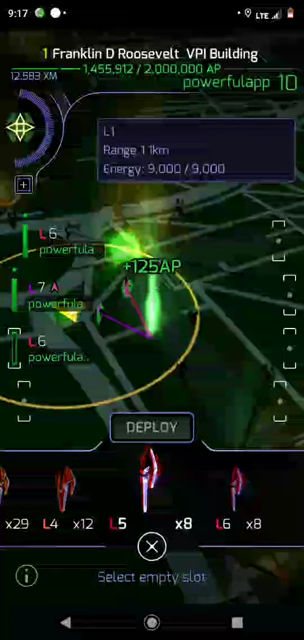 9:17
LTE
1 Franklin D Roosevelt VPI Building
1,455,912 / 2,000,000 AP
12,583 XM
powerfulapp 10
L1
Range 1.1km
Energy: 9,000 / 9,000
L6
powerfula
+125AP
L7 A
powerfula
L6
powerfula..
DEPLOY
x29 L4 x12 L5 x8 L6 x8
Select empty slot